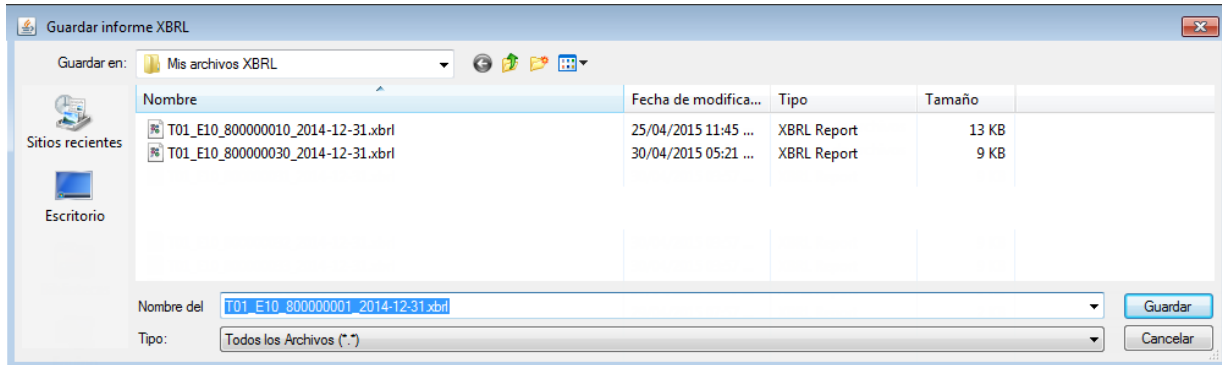 Guardar informe XBRL
Guardar en: Mis archivos XBRL
Nombre Fecha de modifica... Tipo Tamaño
T01_E10_800000010_2014-12-31.xbrl 25/04/2015 11:45 ... XBRL Report 13 KB
T01_E10_800000030_2014-12-31.xbrl 30/04/2015 05:21 ... XBRL Report 9 KB
Sitios recientes
Escritorio
Nombre del T01_E10_800000001_2014-12-31.xbrl Guardar
Tipo: Todos los Archivos (*.*) Cancelar